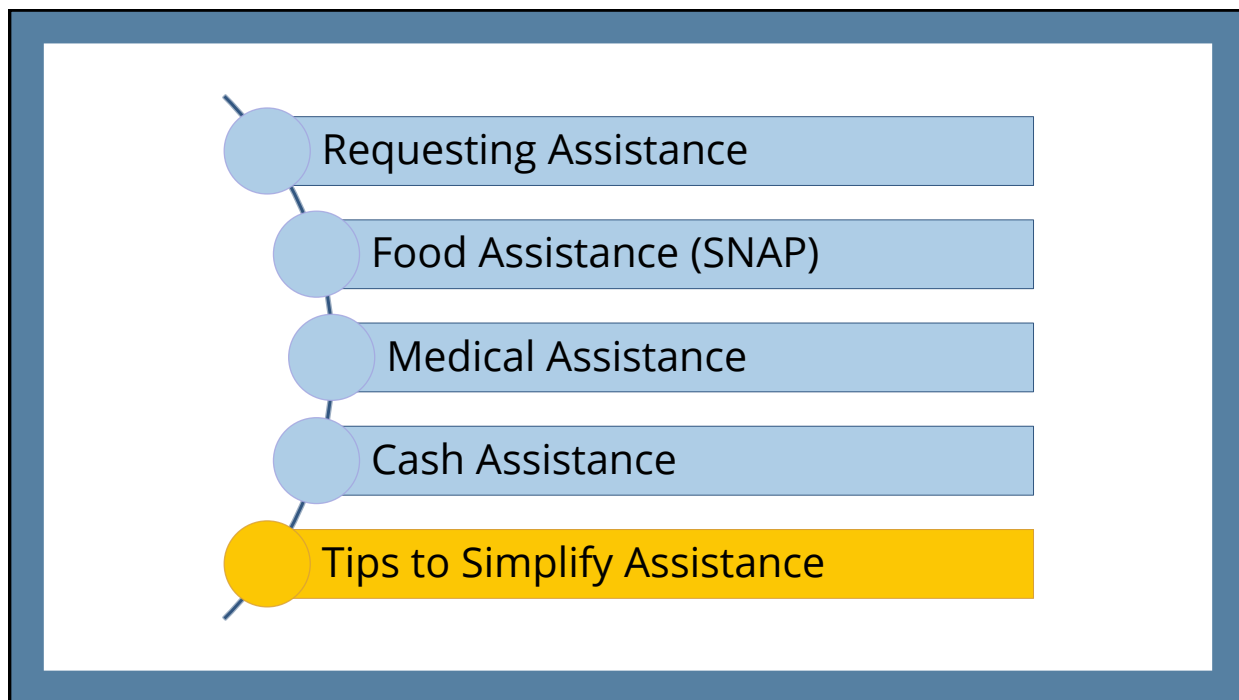 Requesting Assistance
Food Assistance (SNAP)
Medical Assistance
Cash Assistance
Tips to Simplify Assistance